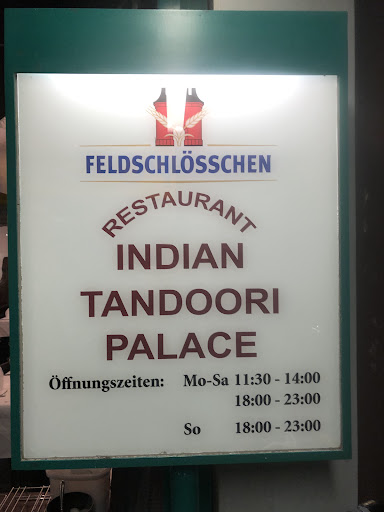 FELDSCHLÖSSCHEN
RESTAURANT
INDIAN
TANDOORI
PALACE
Öffnungszeiten: Mo-Sa 11:30 - 14:00
18:00 - 23:00
So 18:00 - 23:00